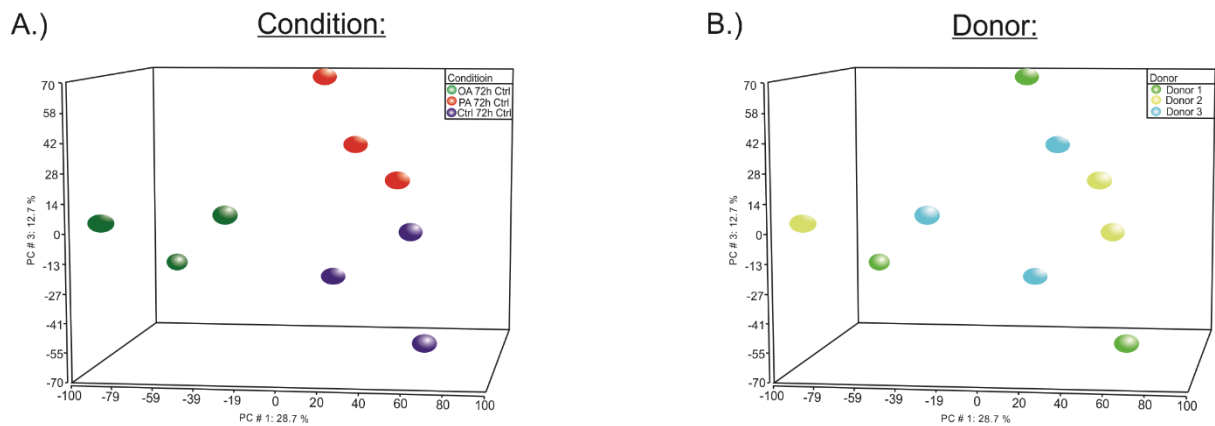 A.)
Condition:
Conditioin
OA 72h Ctrl
PA 72h Ctrl
Ctrl 72h Ctrl
PC # 3: 12.7 %
70
58
42
28
14
0
-13
-27
-41
-55
-70
-100
-79
-59
-39
-19
0
20
40
60
80
100
PC # 1: 28.7 %
B.)
Donor:
Donor
Donor 1
Donor 2
Donor 3
PC # 3: 12.7 %
70
58
42
28
14
0
-13
-27
-41
-55
-70
-100
-79
-59
-39
-19
0
20
40
60
80
100
PC # 1: 28.7 %